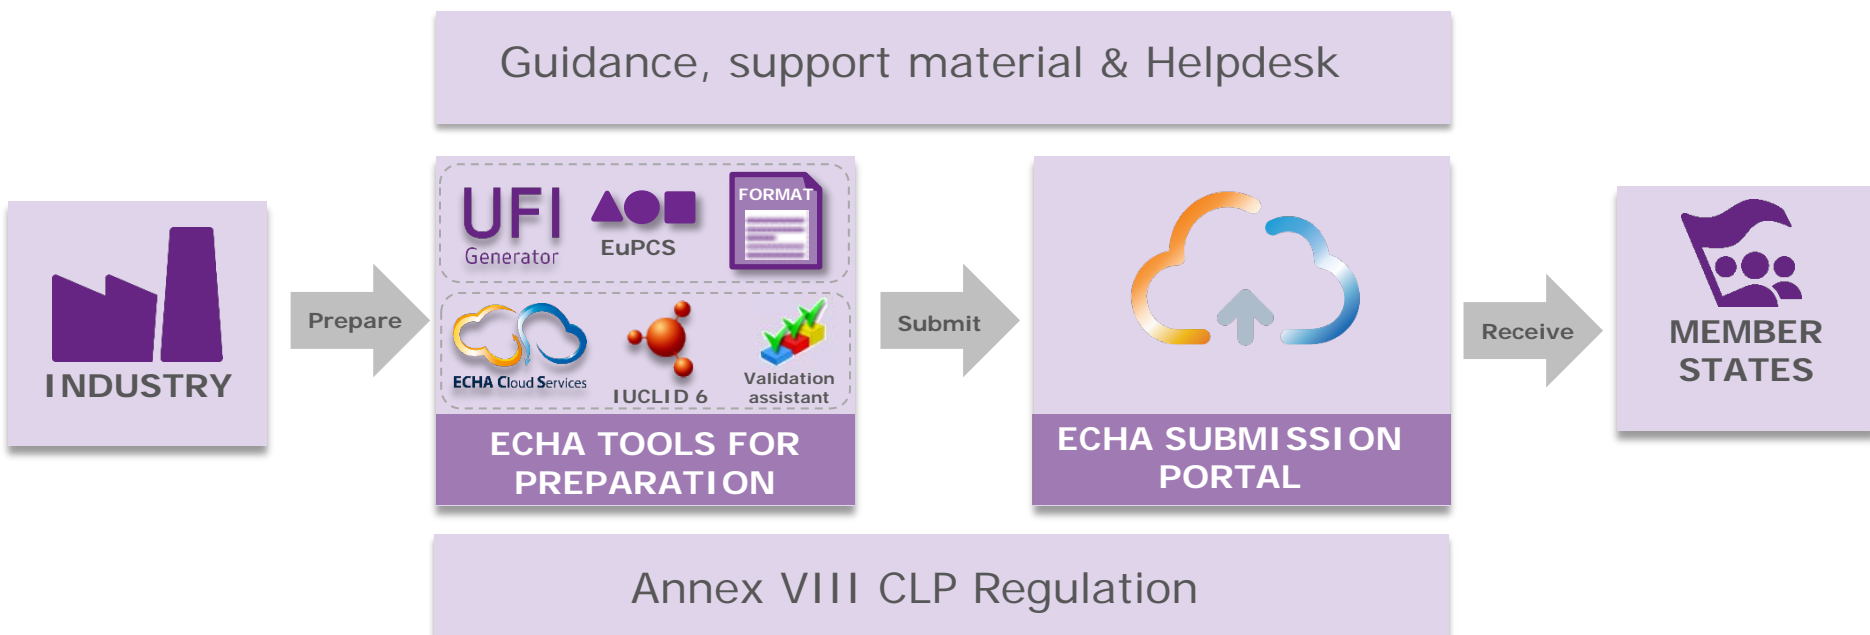 Guidance, support material & Helpdesk
INDUSTRY
Prepare
UFI
Generator
EuPCS
FORMAT
ECHA Cloud Services
IUCLID 6
Validation
assistant
ECHA TOOLS FOR
PREPARATION
Submit
ECHA SUBMISSION
PORTAL
Receive
MEMBER
STATES
Annex VIII CLP Regulation